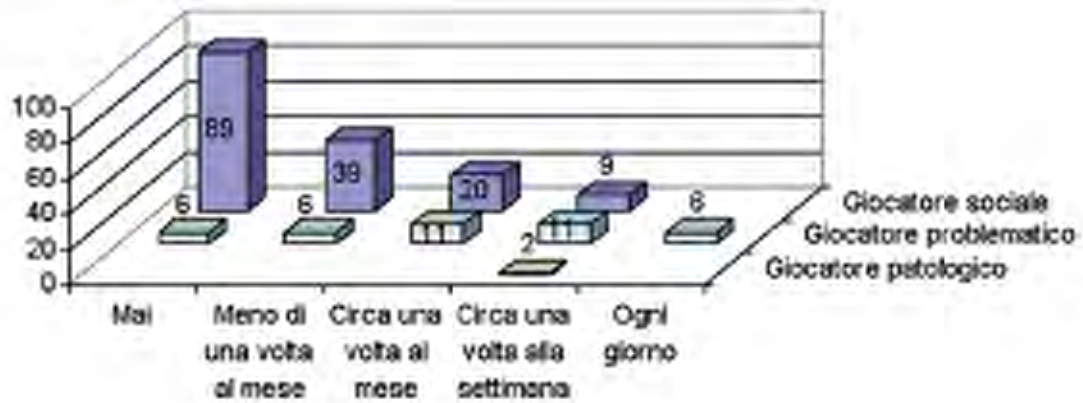 100
80
60
40
20
0
89
39
20
9
6
6
11
11
6
2
Giocatore sociale
Giocatore problematico
Giocatore patologico
Mai
Meno di
una volta
al mese
Circa una
volta al
mese
Circa una
volta alla
settimana
Ogni
giorno